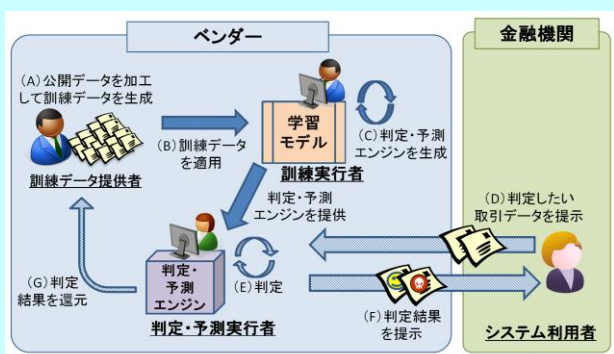 ベンダー
金融機関
(A)公開データを加工
して訓練データを生成
訓練データ提供者
(B)訓練データ
を適用
学習
モデル
訓練実行者
(C)判定・予測
エンジンを生成
判定・予測
エンジンを提供
(D)判定したい
取引データを提示
判定・
予測
エンジン
判定・予測実行者
(E)判定
(F)判定結果
を提示
(G)判定
結果を還元
システム利用者